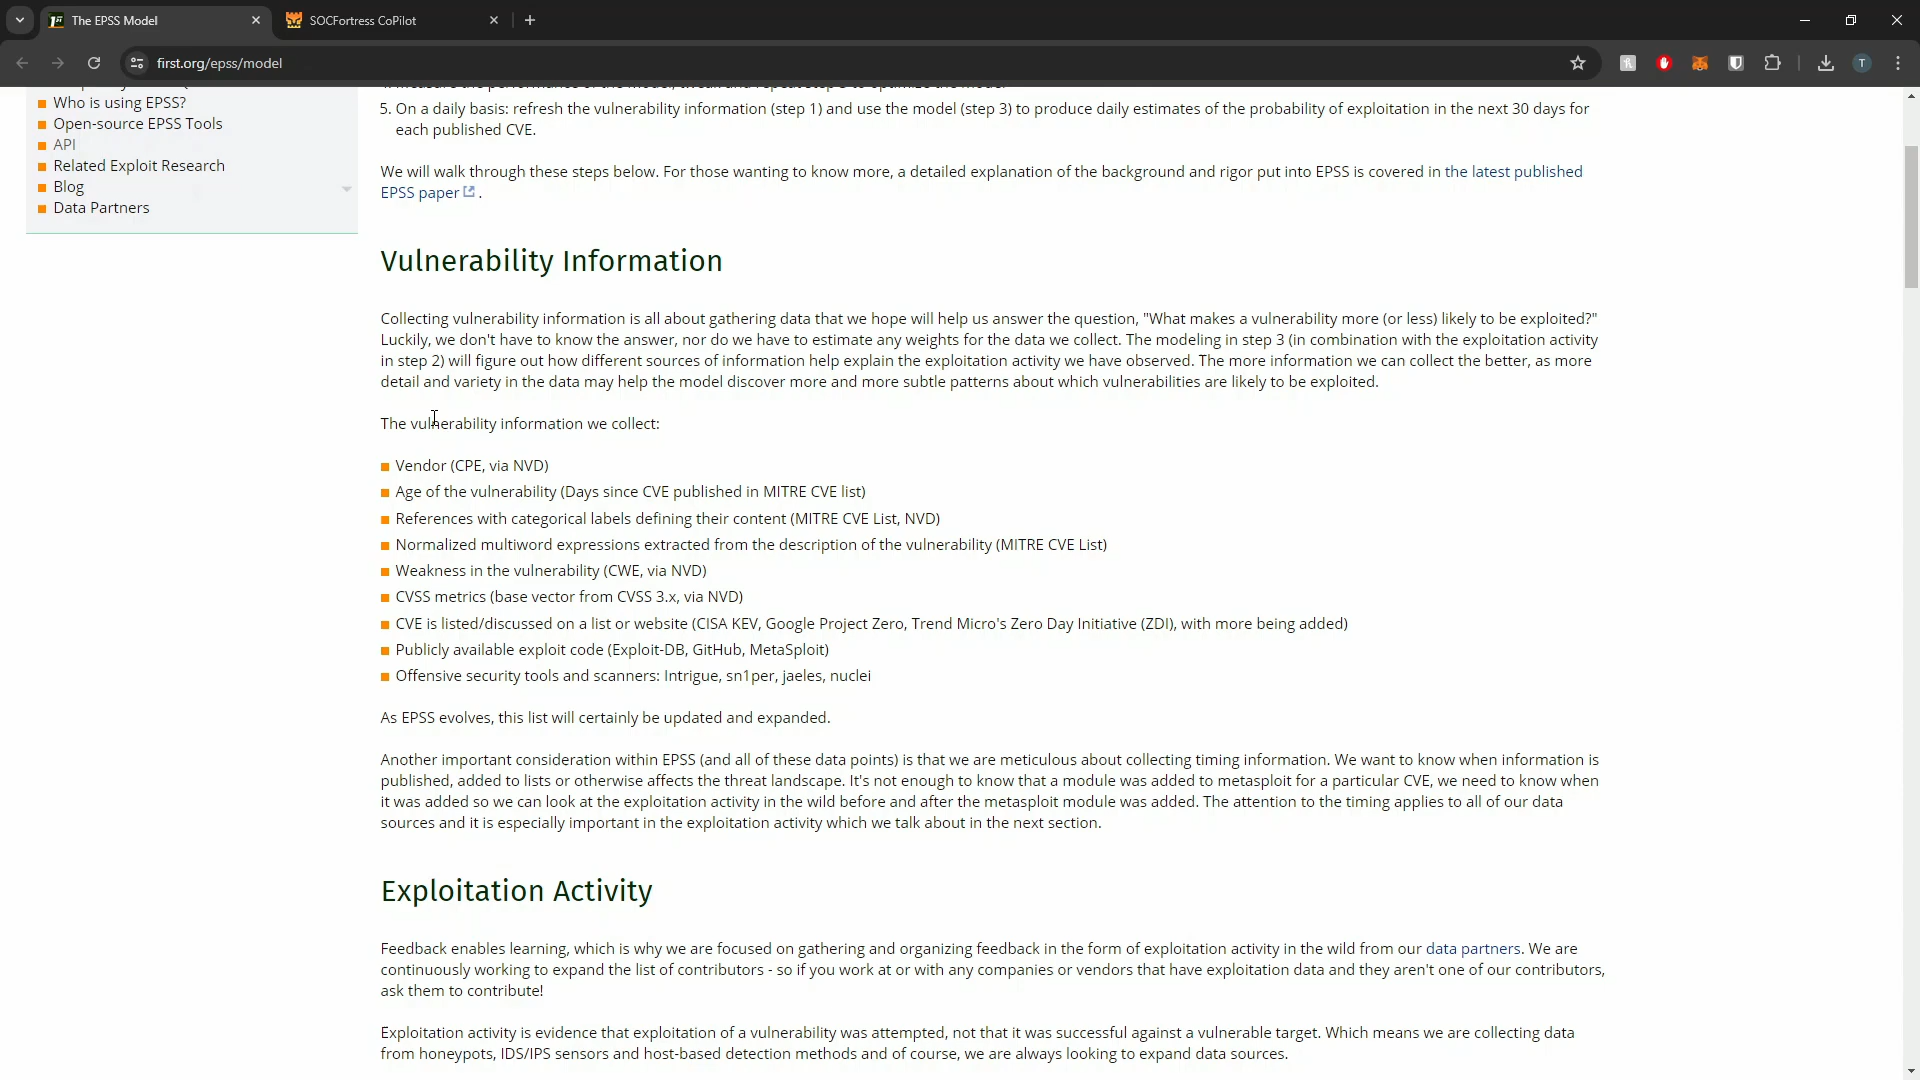 The EPSS Model
SOCFortress CoPilot
first.org/epss/model
T
Who is using EPSS?
Open-source EPSS Tools
API
Related Exploit Research
Blog
Data Partners
5. On a daily basis: refresh the vulnerability information (step 1) and use the model (step 3) to produce daily estimates of the probability of exploitation in the next 30 days for
each published CVE.
We will walk through these steps below. For those wanting to know more, a detailed explanation of the background and rigor put into EPSS is covered in the latest published
EPSS paper .
Vulnerability Information
Collecting vulnerability information is all about gathering data that we hope will help us answer the question, "What makes a vulnerability more (or less) likely to be exploited?"
Luckily, we don't have to know the answer, nor do we have to estimate any weights for the data we collect. The modeling in step 3 (in combination with the exploitation activity
in step 2) will figure out how different sources of information help explain the exploitation activity we have observed. The more information we can collect the better, as more
detail and variety in the data may help the model discover more and more subtle patterns about which vulnerabilities are likely to be exploited.
The vulnerability information we collect:
Vendor (CPE, via NVD)
Age of the vulnerability (Days since CVE published in MITRE CVE list)
References with categorical labels defining their content (MITRE CVE List, NVD)
Normalized multiword expressions extracted from the description of the vulnerability (MITRE CVE List)
Weakness in the vulnerability (CWE, via NVD)
CVSS metrics (base vector from CVSS 3.x, via NVD)
CVE is listed/discussed on a list or website (CISA KEV, Google Project Zero, Trend Micro's Zero Day Initiative (ZDI), with more being added)
Publicly available exploit code (Exploit-DB, GitHub, MetaSploit)
Offensive security tools and scanners: Intrigue, sn1per, jaeles, nuclei
As EPSS evolves, this list will certainly be updated and expanded.
Another important consideration within EPSS (and all of these data points) is that we are meticulous about collecting timing information. We want to know when information is
published, added to lists or otherwise affects the threat landscape. It's not enough to know that a module was added to metasploit for a particular CVE, we need to know when
it was added so we can look at the exploitation activity in the wild before and after the metasploit module was added. The attention to the timing applies to all of our data
sources and it is especially important in the exploitation activity which we talk about in the next section.
Exploitation Activity
Feedback enables learning, which is why we are focused on gathering and organizing feedback in the form of exploitation activity in the wild from our data partners. We are
continuously working to expand the list of contributors - so if you work at or with any companies or vendors that have exploitation data and they aren't one of our contributors,
ask them to contribute!
Exploitation activity is evidence that exploitation of a vulnerability was attempted, not that it was successful against a vulnerable target. Which means we are collecting data
from honeypots, IDS/IPS sensors and host-based detection methods and of course, we are always looking to expand data sources.